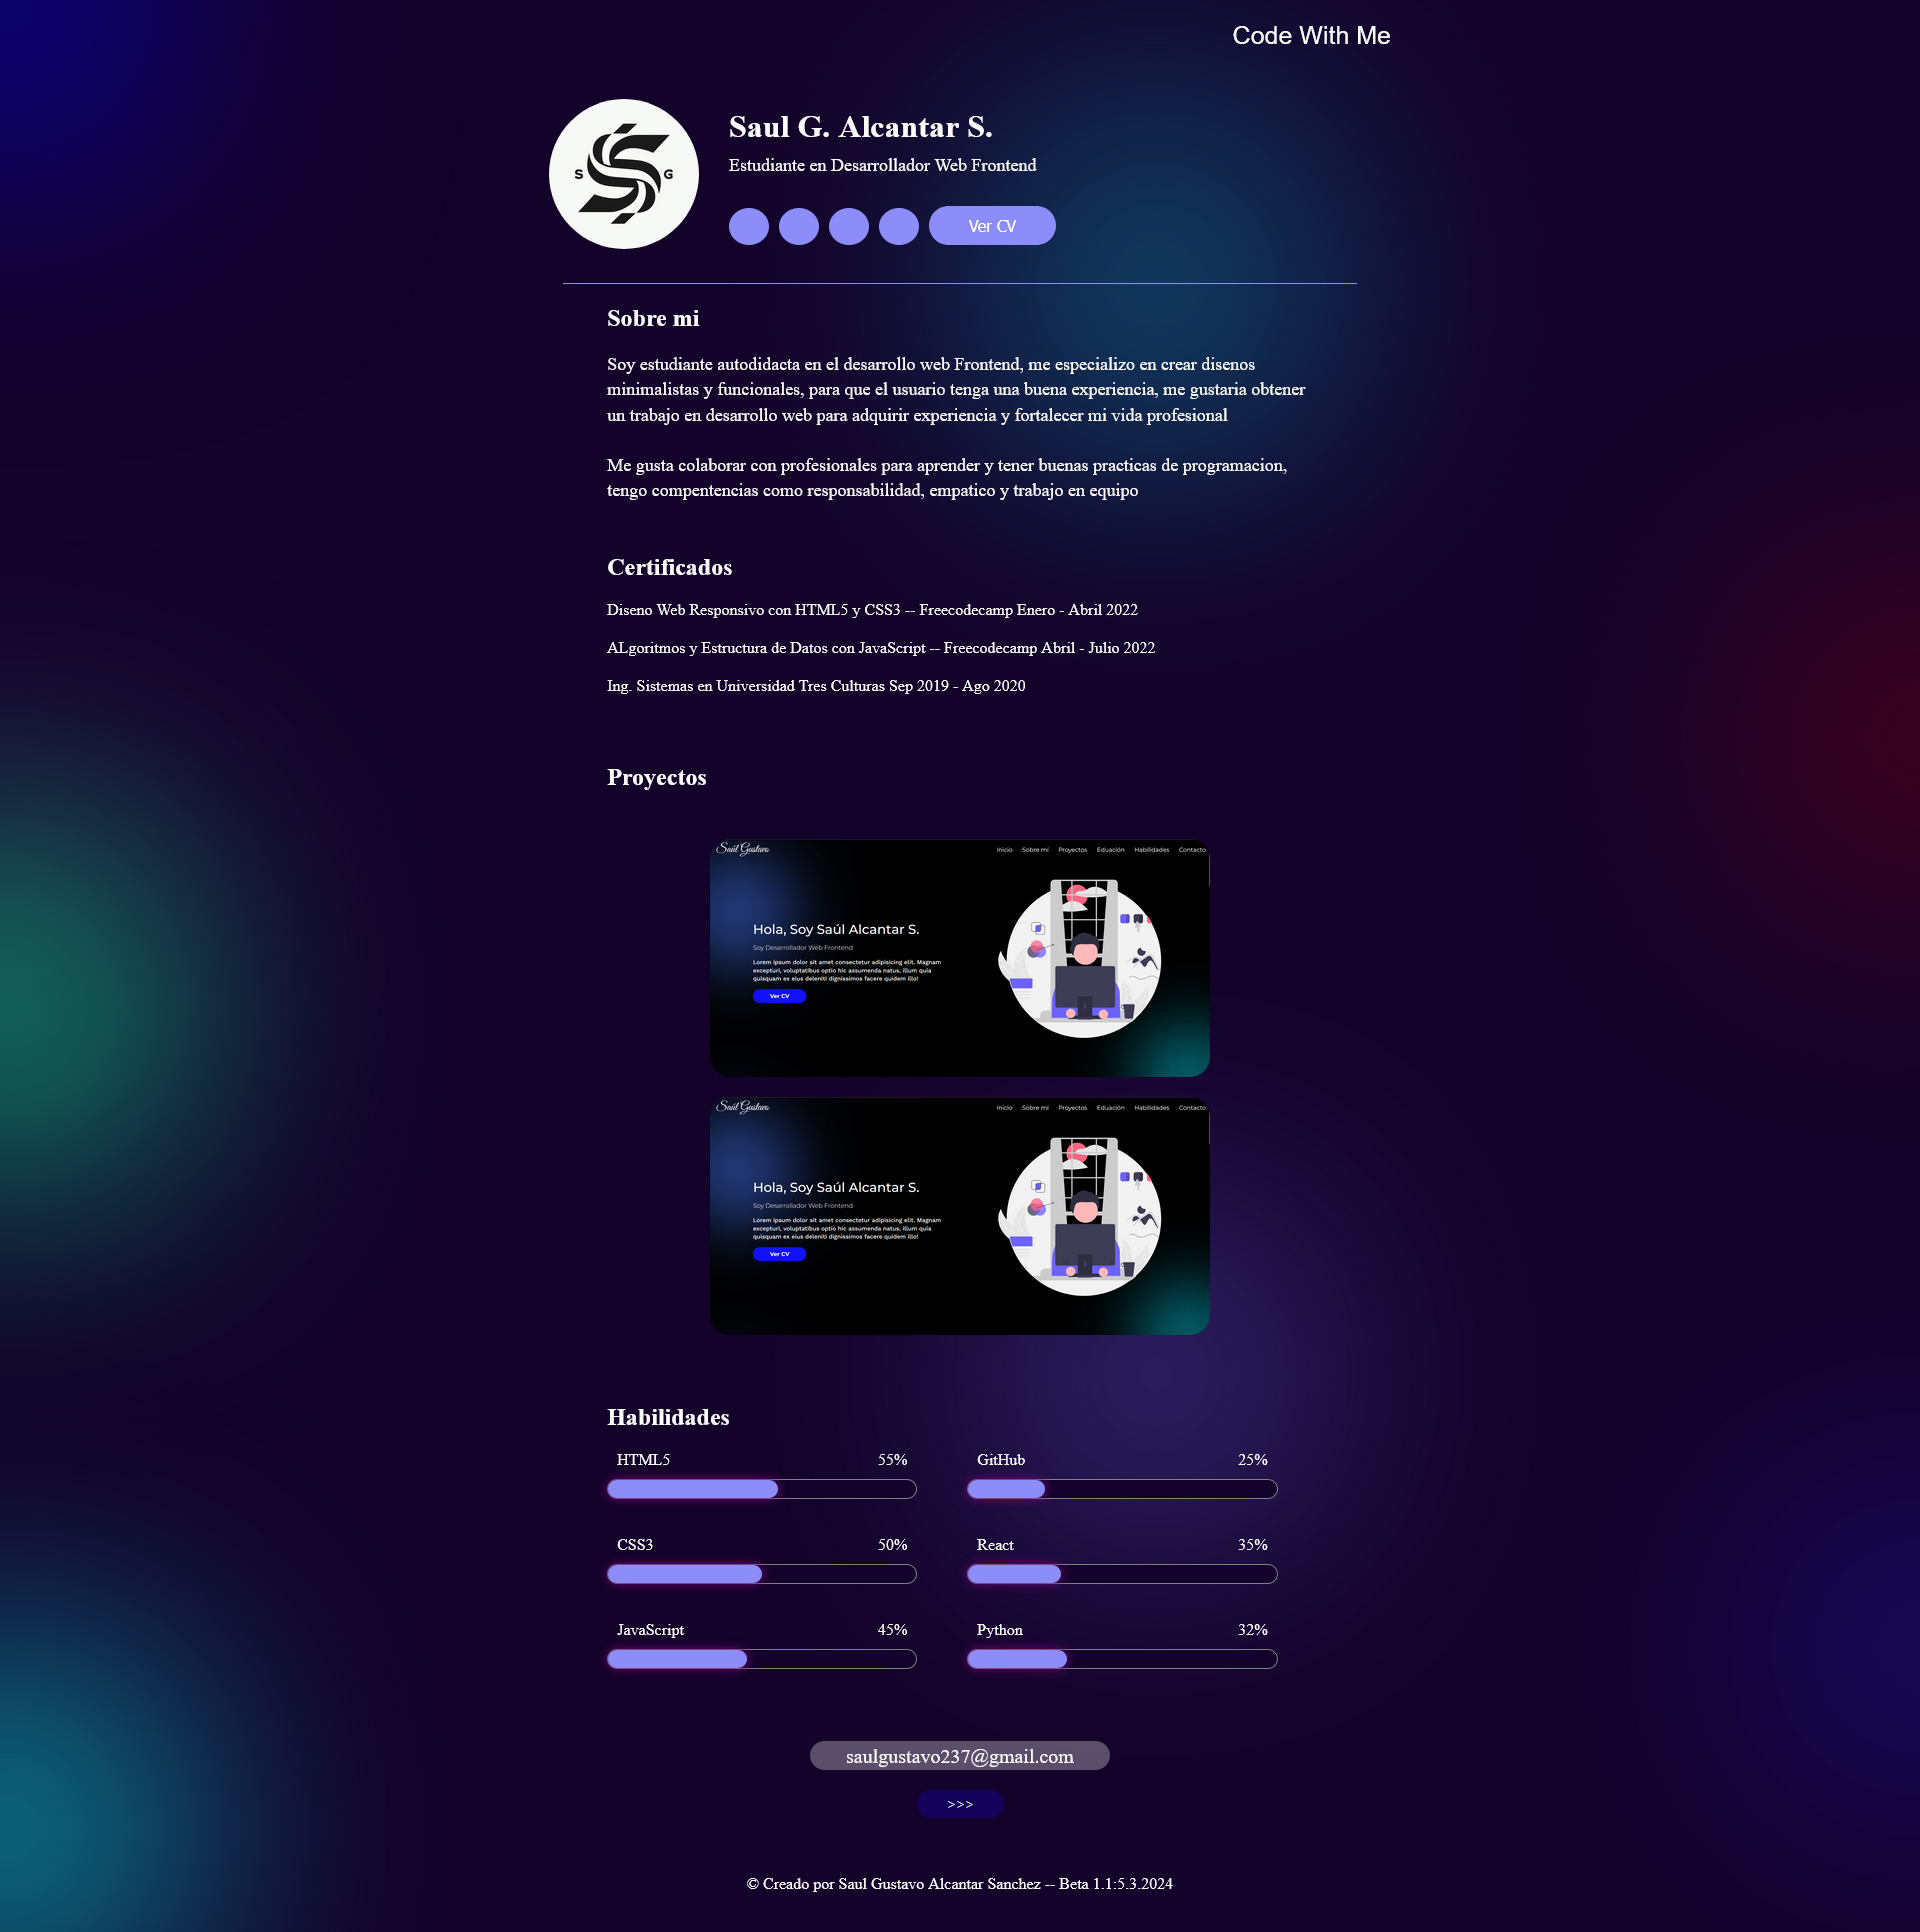 Code With Me
S G
Saul G. Alcantar S.
Estudiante en Desarrollador Web Frontend
Ver CV
Sobre mi
Soy estudiante autodidacta en el desarrollo web Frontend, me especializo en crear disenos
minimalistas y funcionales, para que el usuario tenga una buena experiencia, me gustaria obtener
un trabajo en desarrollo web para adquirir experiencia y fortalecer mi vida profesional
Me gusta colaborar con profesionales para aprender y tener buenas practicas de programacion,
tengo compentencias como responsabilidad, empatico y trabajo en equipo
Certificados
Diseno Web Responsivo con HTML5 y CSS3 -- Freecodecamp Enero - Abril 2022
ALgoritmos y Estructura de Datos con JavaScript -- Freecodecamp Abril - Julio 2022
Ing. Sistemas en Universidad Tres Culturas Sep 2019 - Ago 2020
Proyectos
Saúl Gustavo
Inicio Sobre mí Proyectos Eduación Habilidades Contacto
Hola, Soy Saúl Alcantar S.
Soy Desarrollador Web Frontend
Lorem ipsum dolor sit amet consectetur adipisicing elit. Magnam
excepturi, voluptatibus optio hic assumenda natus, illum quia
quisquam ex eius deleniti dignissimos facere quidem illo!
Ver CV
Saúl Gustavo
Inicio Sobre mí Proyectos Eduación Habilidades Contacto
Hola, Soy Saúl Alcantar S.
Soy Desarrollador Web Frontend
Lorem ipsum dolor sit amet consectetur adipisicing elit. Magnam
excepturi, voluptatibus optio hic assumenda natus, illum quia
quisquam ex eius deleniti dignissimos facere quidem illo!
Ver CV
Habilidades
HTML5 55%
GitHub 25%
CSS3 50%
React 35%
JavaScript 45%
Python 32%
saulgustavo237@gmail.com
>>>
© Creado por Saul Gustavo Alcantar Sanchez -- Beta 1.1:5.3.2024